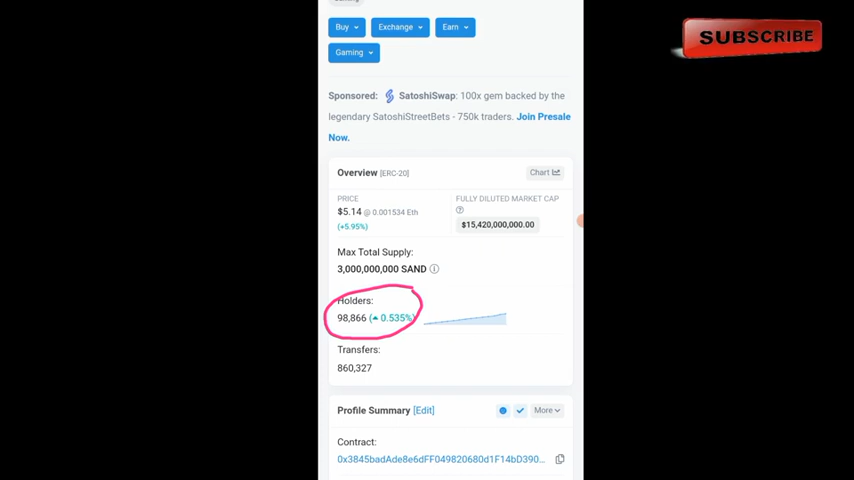 SUBSCRIBE
Buy
Exchange
Earn
Gaming
Sponsored: SatoshiSwap: 100x gem backed by the
legendary SatoshiStreetBets - 750k traders. Join Presale
Now.
Overview [ERC-20]
Chart
PRICE
FULLY DILUTED MARKET CAP
$5.14 @ 0.001534 Eth
(+5.95%)
$15,420,000,000.00
Max Total Supply:
3,000,000,000 SAND
Holders:
98,866 (0.535%)
Transfers:
860,327
Profile Summary [Edit]
More
Contract:
0x3845badAde8e6dFF049820680d1F14bD390...